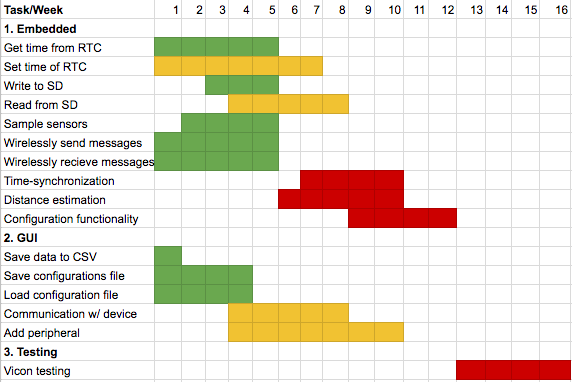 Task/Week 1 2 3 4 5 6 7 8 9 10 11 12 13 14 15 16
1. Embedded
Get time from RTC
Set time of RTC
Write to SD
Read from SD
Sample sensors
Wirelessly send messages
Wirelessly recieve messages
Time-synchronization
Distance estimation
Configuration functionality
2. GUI
Save data to CSV
Save configurations file
Load configuration file
Communication w/ device
Add peripheral
3. Testing
Vicon testing